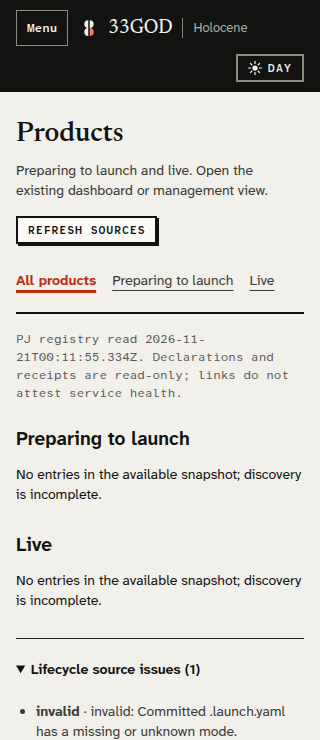 Menu 33GOD Holocene
DAY
Products
Preparing to launch and live. Open the
existing dashboard or management view.
REFRESH SOURCES
All products Preparing to launch Live
PJ registry read 2026-11-
21T00:11:55.334Z. Declarations and
receipts are read-only; links do not
attest service health.
Preparing to launch
No entries in the available snapshot; discovery
is incomplete.
Live
No entries in the available snapshot; discovery
is incomplete.
▼ Lifecycle source issues (1)
• invalid · invalid: Committed .launch.yaml
has a missing or unknown mode.